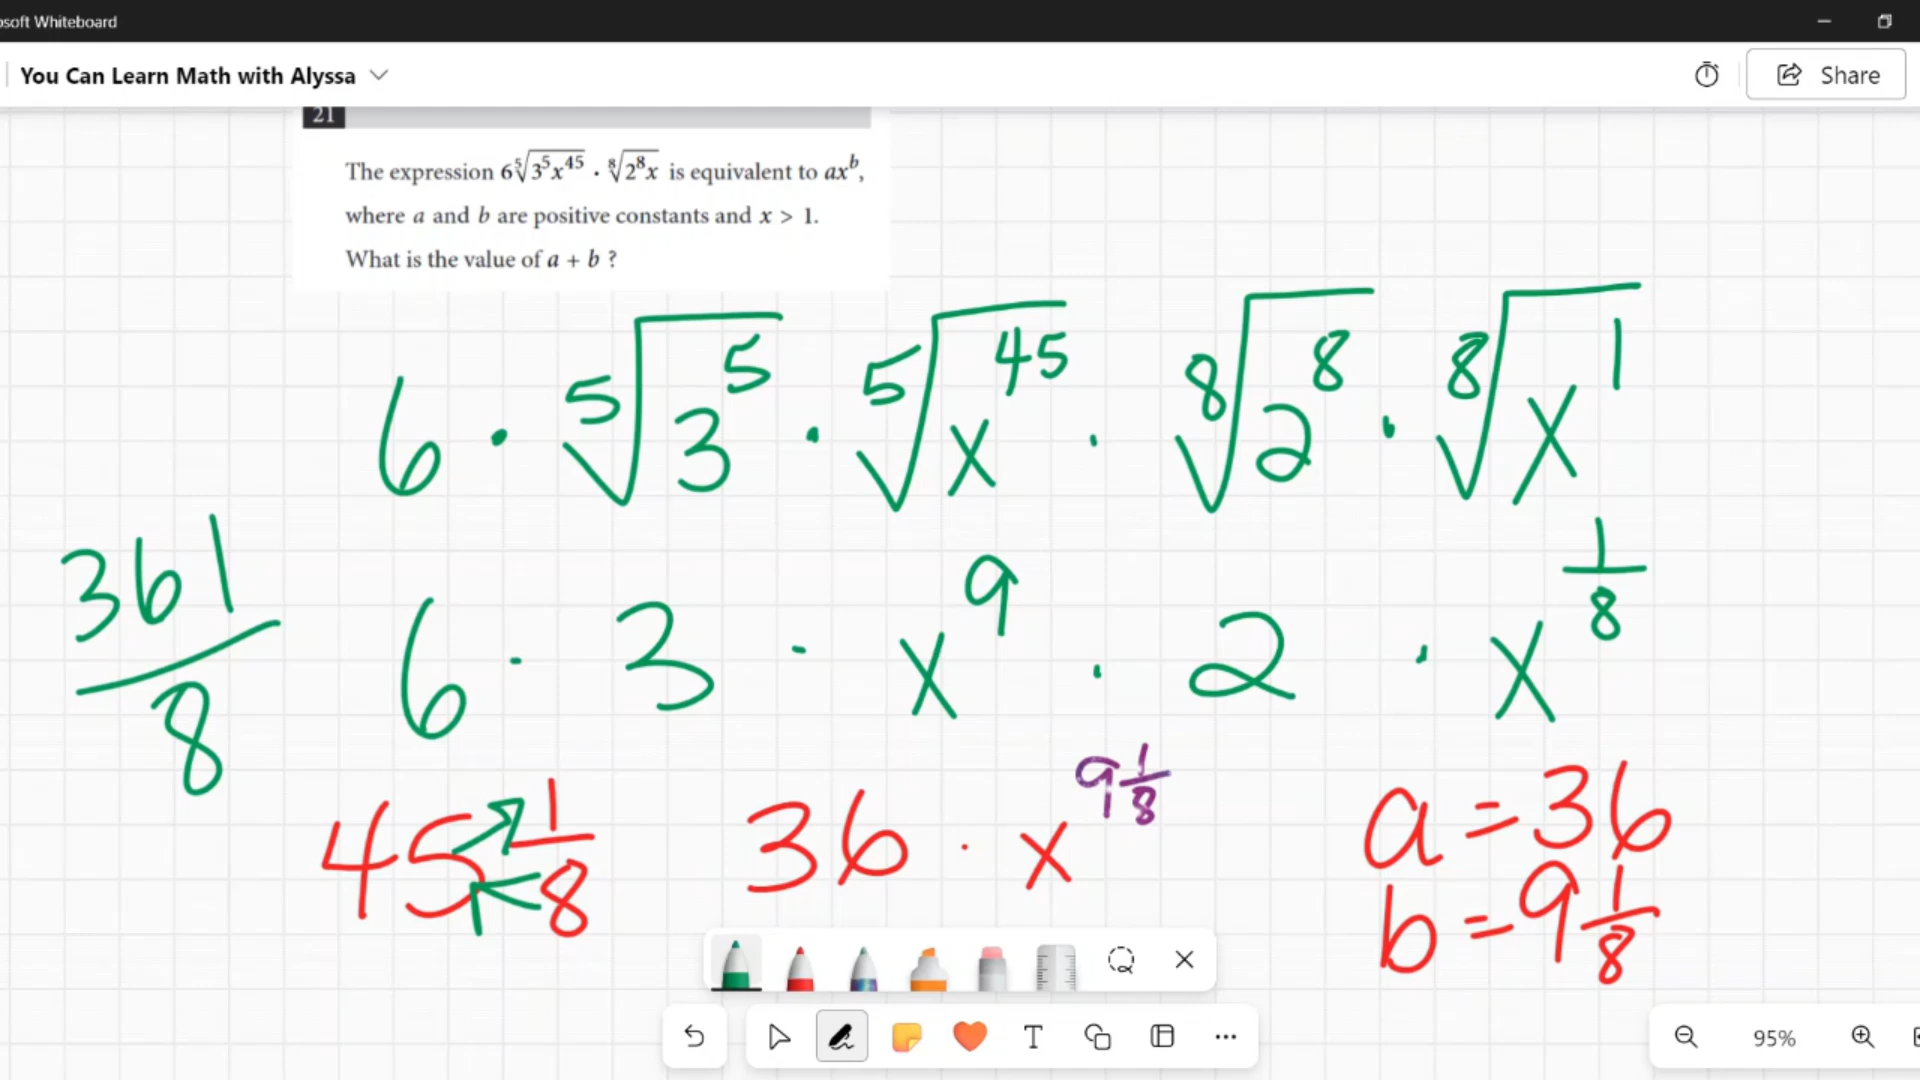 osoft Whiteboard
You Can Learn Math with Alyssa
Share
21
The expression 6⁵√3⁵x⁴⁵ · ⁸√2⁸x is equivalent to axᵇ,
where a and b are positive constants and x > 1.
What is the value of a + b ?
6 · ⁵√3⁵ · ⁵√x⁴⁵ · ⁸√2⁸ · ⁸√x¹
361/8
6 · 3 · x⁹ · 2 · x^(1/8)
45 1/8
36 · x^(9 1/8)
a = 36
b = 9 1/8
T
95%